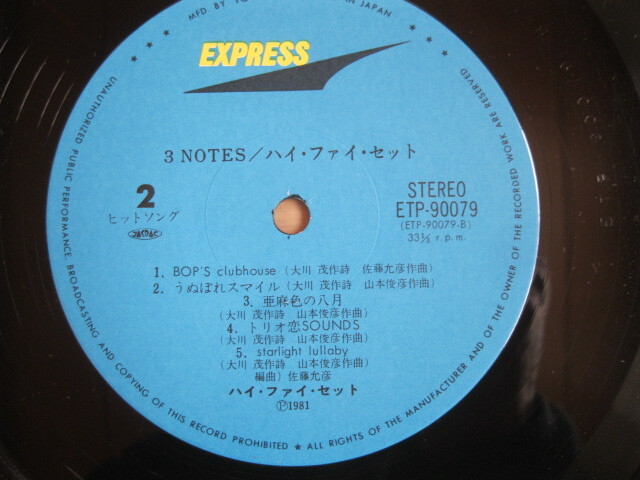 MFD BY TO
N JAPAN
EXPRESS
3 NOTES/ハイ・ファイ・セット
2
ヒットソング
JASRAC
STEREO
ETP-90079
(ETP-90079-B)
33⅓ r.p.m.
1. BOP'S clubhouse (大川 茂作詩 佐藤允彦作曲)
2. うぬぼれスマイル (大川 茂作詩 山本俊彦作曲)
3. 亜麻色の八月
(大川 茂作詩 山本俊彦作曲)
4. トリオ恋SOUNDS
(大川 茂作詩 山本俊彦作曲)
5. starlight lullaby
(大川 茂作詩 山本俊彦作曲)
編曲) 佐藤允彦
ハイ・ファイ・セット
Ⓟ1981
UNAUTHORIZED PUBLIC PERFORMANCE, BROADCASTING AND COPYING OF THIS RECORD PROHIBITED ★ ALL RIGHTS OF THE MANUFACTURER AND OF THE OWNER OF THE RECORDED WORK ARE RESERVED